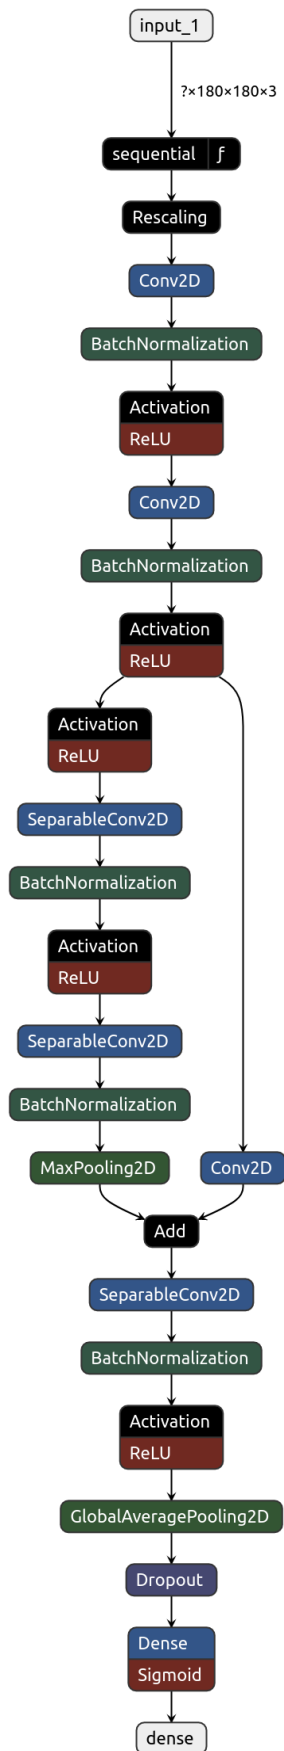 input_1
?×180×180×3
sequential ƒ
Rescaling
Conv2D
BatchNormalization
Activation
ReLU
Conv2D
BatchNormalization
Activation
ReLU
Activation
ReLU
SeparableConv2D
BatchNormalization
Activation
ReLU
SeparableConv2D
BatchNormalization
MaxPooling2D
Conv2D
Add
SeparableConv2D
BatchNormalization
Activation
ReLU
GlobalAveragePooling2D
Dropout
Dense
Sigmoid
dense